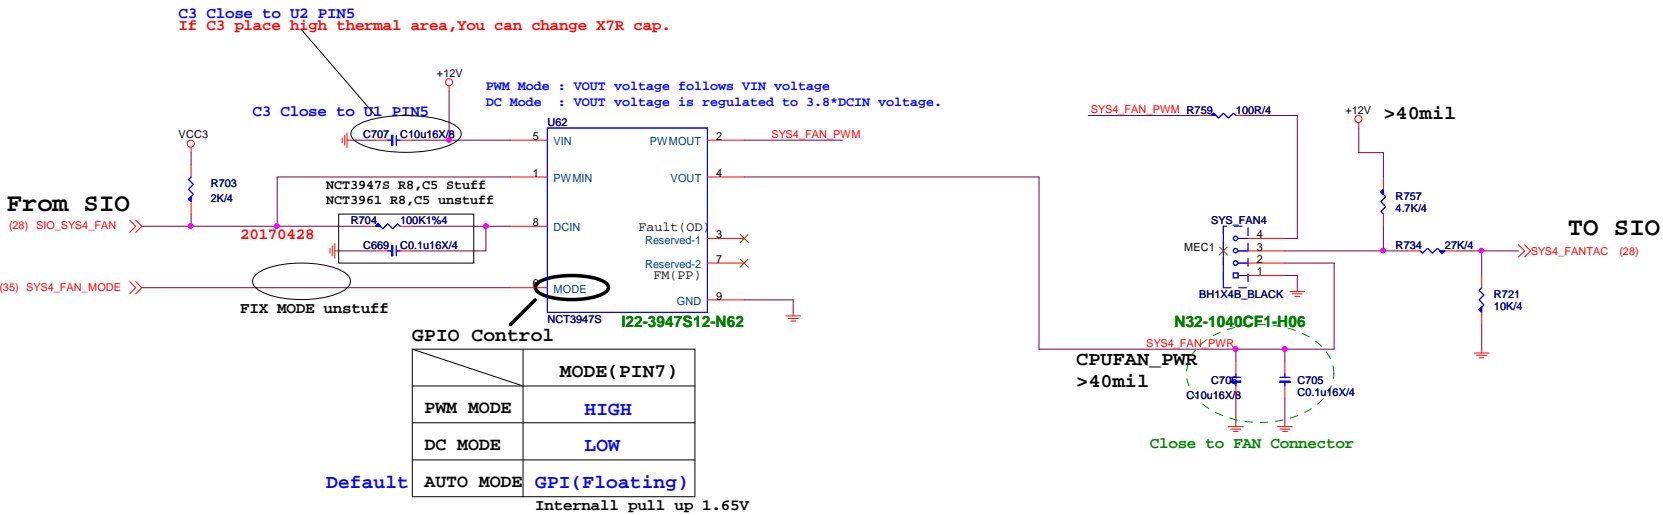 C3 Close to U2 PIN5
If C3 place high thermal area,You can change X7R cap.
+12V
PWM Mode : VOUT voltage follows VIN voltage
DC Mode : VOUT voltage is regulated to 3.8*DCIN voltage.
C3 Close to U1 PIN5
C707 C10u16X/8
U62
5 VIN
PWMOUT 2 SYS4_FAN_PWM
1 PWMIN
VOUT 4
8 DCIN
Fault(OD)
Reserved-1 3
Reserved-2 7
FM(PP)
MODE
GND 9
NCT3947S
I22-3947S12-N62
VCC3
R703
2K/4
NCT3947S R8,C5 Stuff
NCT3961 R8,C5 unstuff
From SIO
(28) SIO_SYS4_FAN
20170428
R704 100K1%4
C669 C0.1u16X/4
(35) SYS4_FAN_MODE
FIX MODE unstuff
GPIO Control
MODE(PIN7)
PWM MODE HIGH
DC MODE LOW
Default AUTO MODE GPI(Floating)
Internall pull up 1.65V
SYS4_FAN_PWM R759 100R/4
+12V >40mil
R757
4.7K/4
SYS_FAN4
4
3
2
1
MEC1
BH1X4B_BLACK
N32-1040CF1-H06
R734 27K/4
TO SIO
SYS4_FANTAC (28)
R721
10K/4
SYS4_FAN_PWR
CPUFAN_PWR
>40mil
C10u16X/8
C705
C0.1u16X/4
Close to FAN Connector